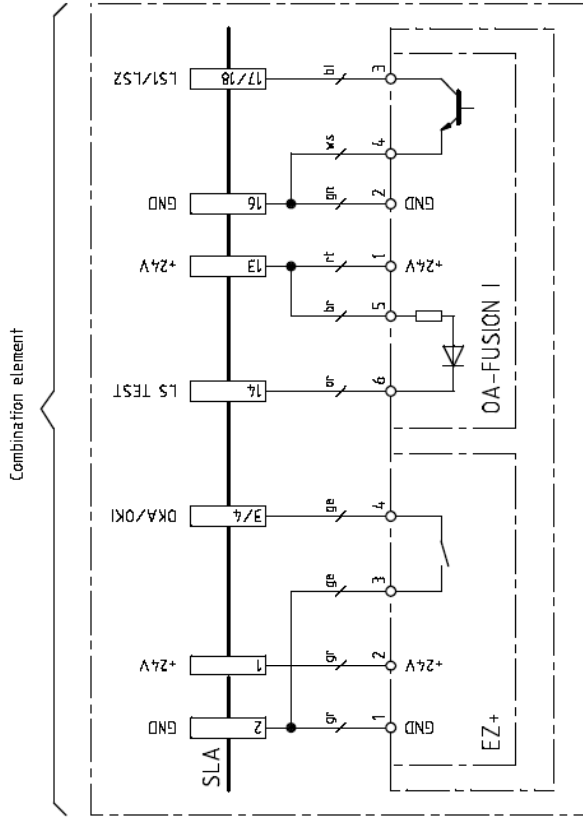 Combination element
LS1/LS2 17/18 bl 3
ws 4
GND 16 gn 2 GND
+24V 13 rt 1 +24V
br 5
LS TEST 14 or 6
OA-FUSION I
OKA/OKI 3/4 ge 4
ge 3
+24V 1 gr 2 +24V
GND 2 gr 1 GND
SLA
EZ+